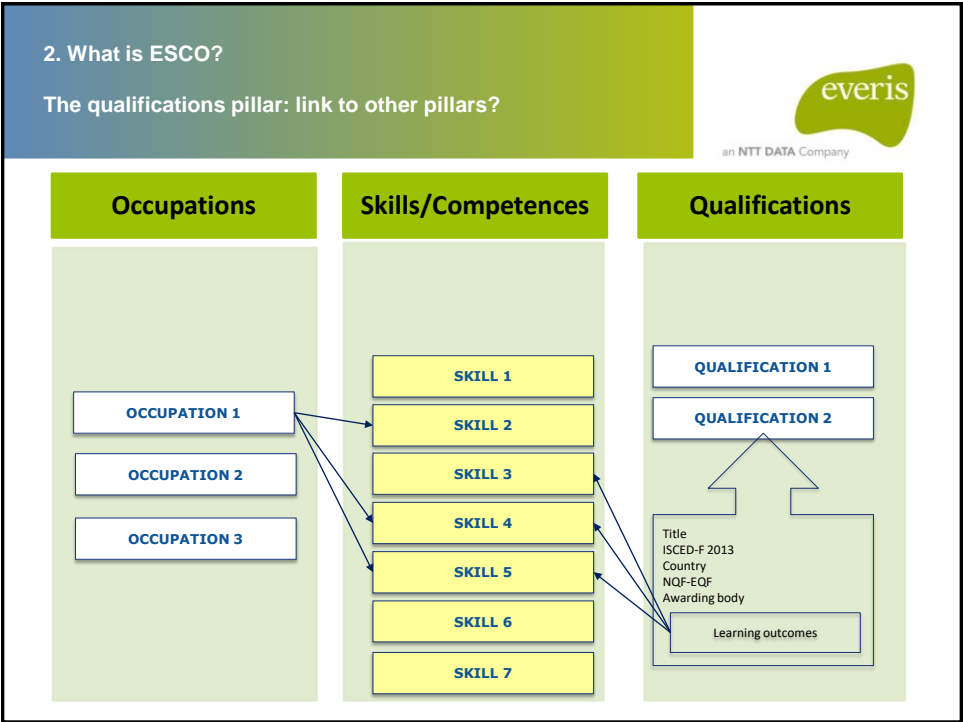 2. What is ESCO?
The qualifications pillar: link to other pillars?
everis
an NTT DATA Company
Occupations
Skills/Competences
Qualifications
OCCUPATION 1
OCCUPATION 2
OCCUPATION 3
SKILL 1
SKILL 2
SKILL 3
SKILL 4
SKILL 5
SKILL 6
SKILL 7
QUALIFICATION 1
QUALIFICATION 2
Title
ISCED-F 2013
Country
NQF-EQF
Awarding body
Learning outcomes